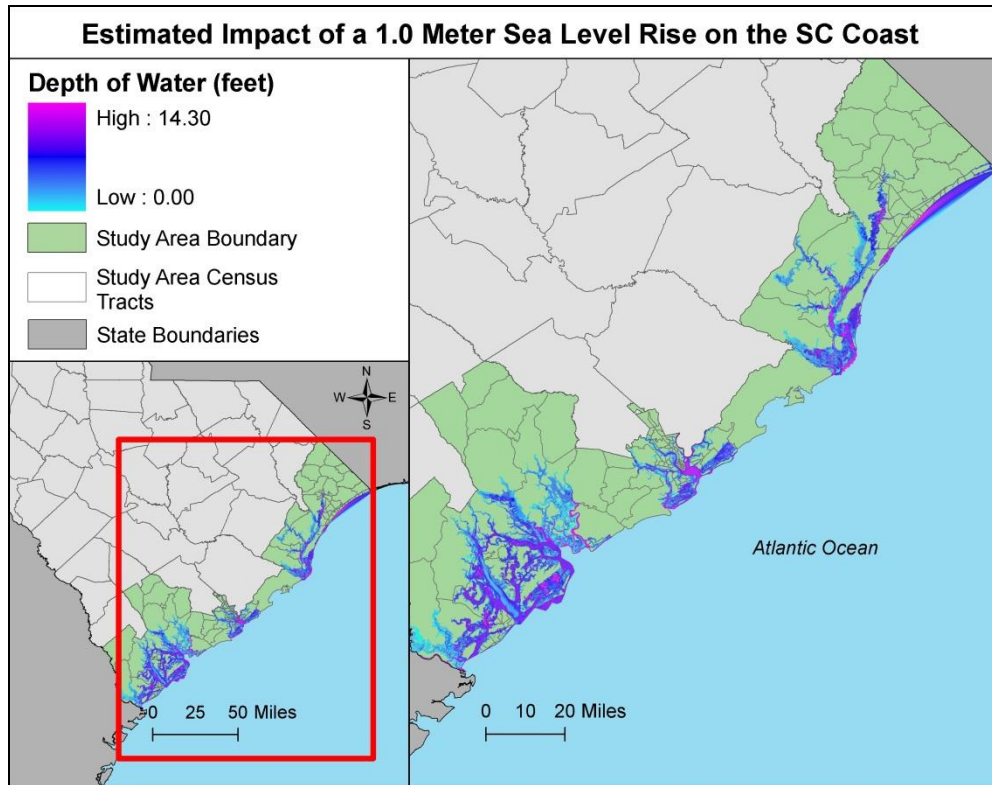 Estimated Impact of a 1.0 Meter Sea Level Rise on the SC Coast
Depth of Water (feet)
High : 14.30
Low : 0.00
Study Area Boundary
Study Area Census
Tracts
State Boundaries
N
W E
S
0 25 50 Miles
Atlantic Ocean
0 10 20 Miles